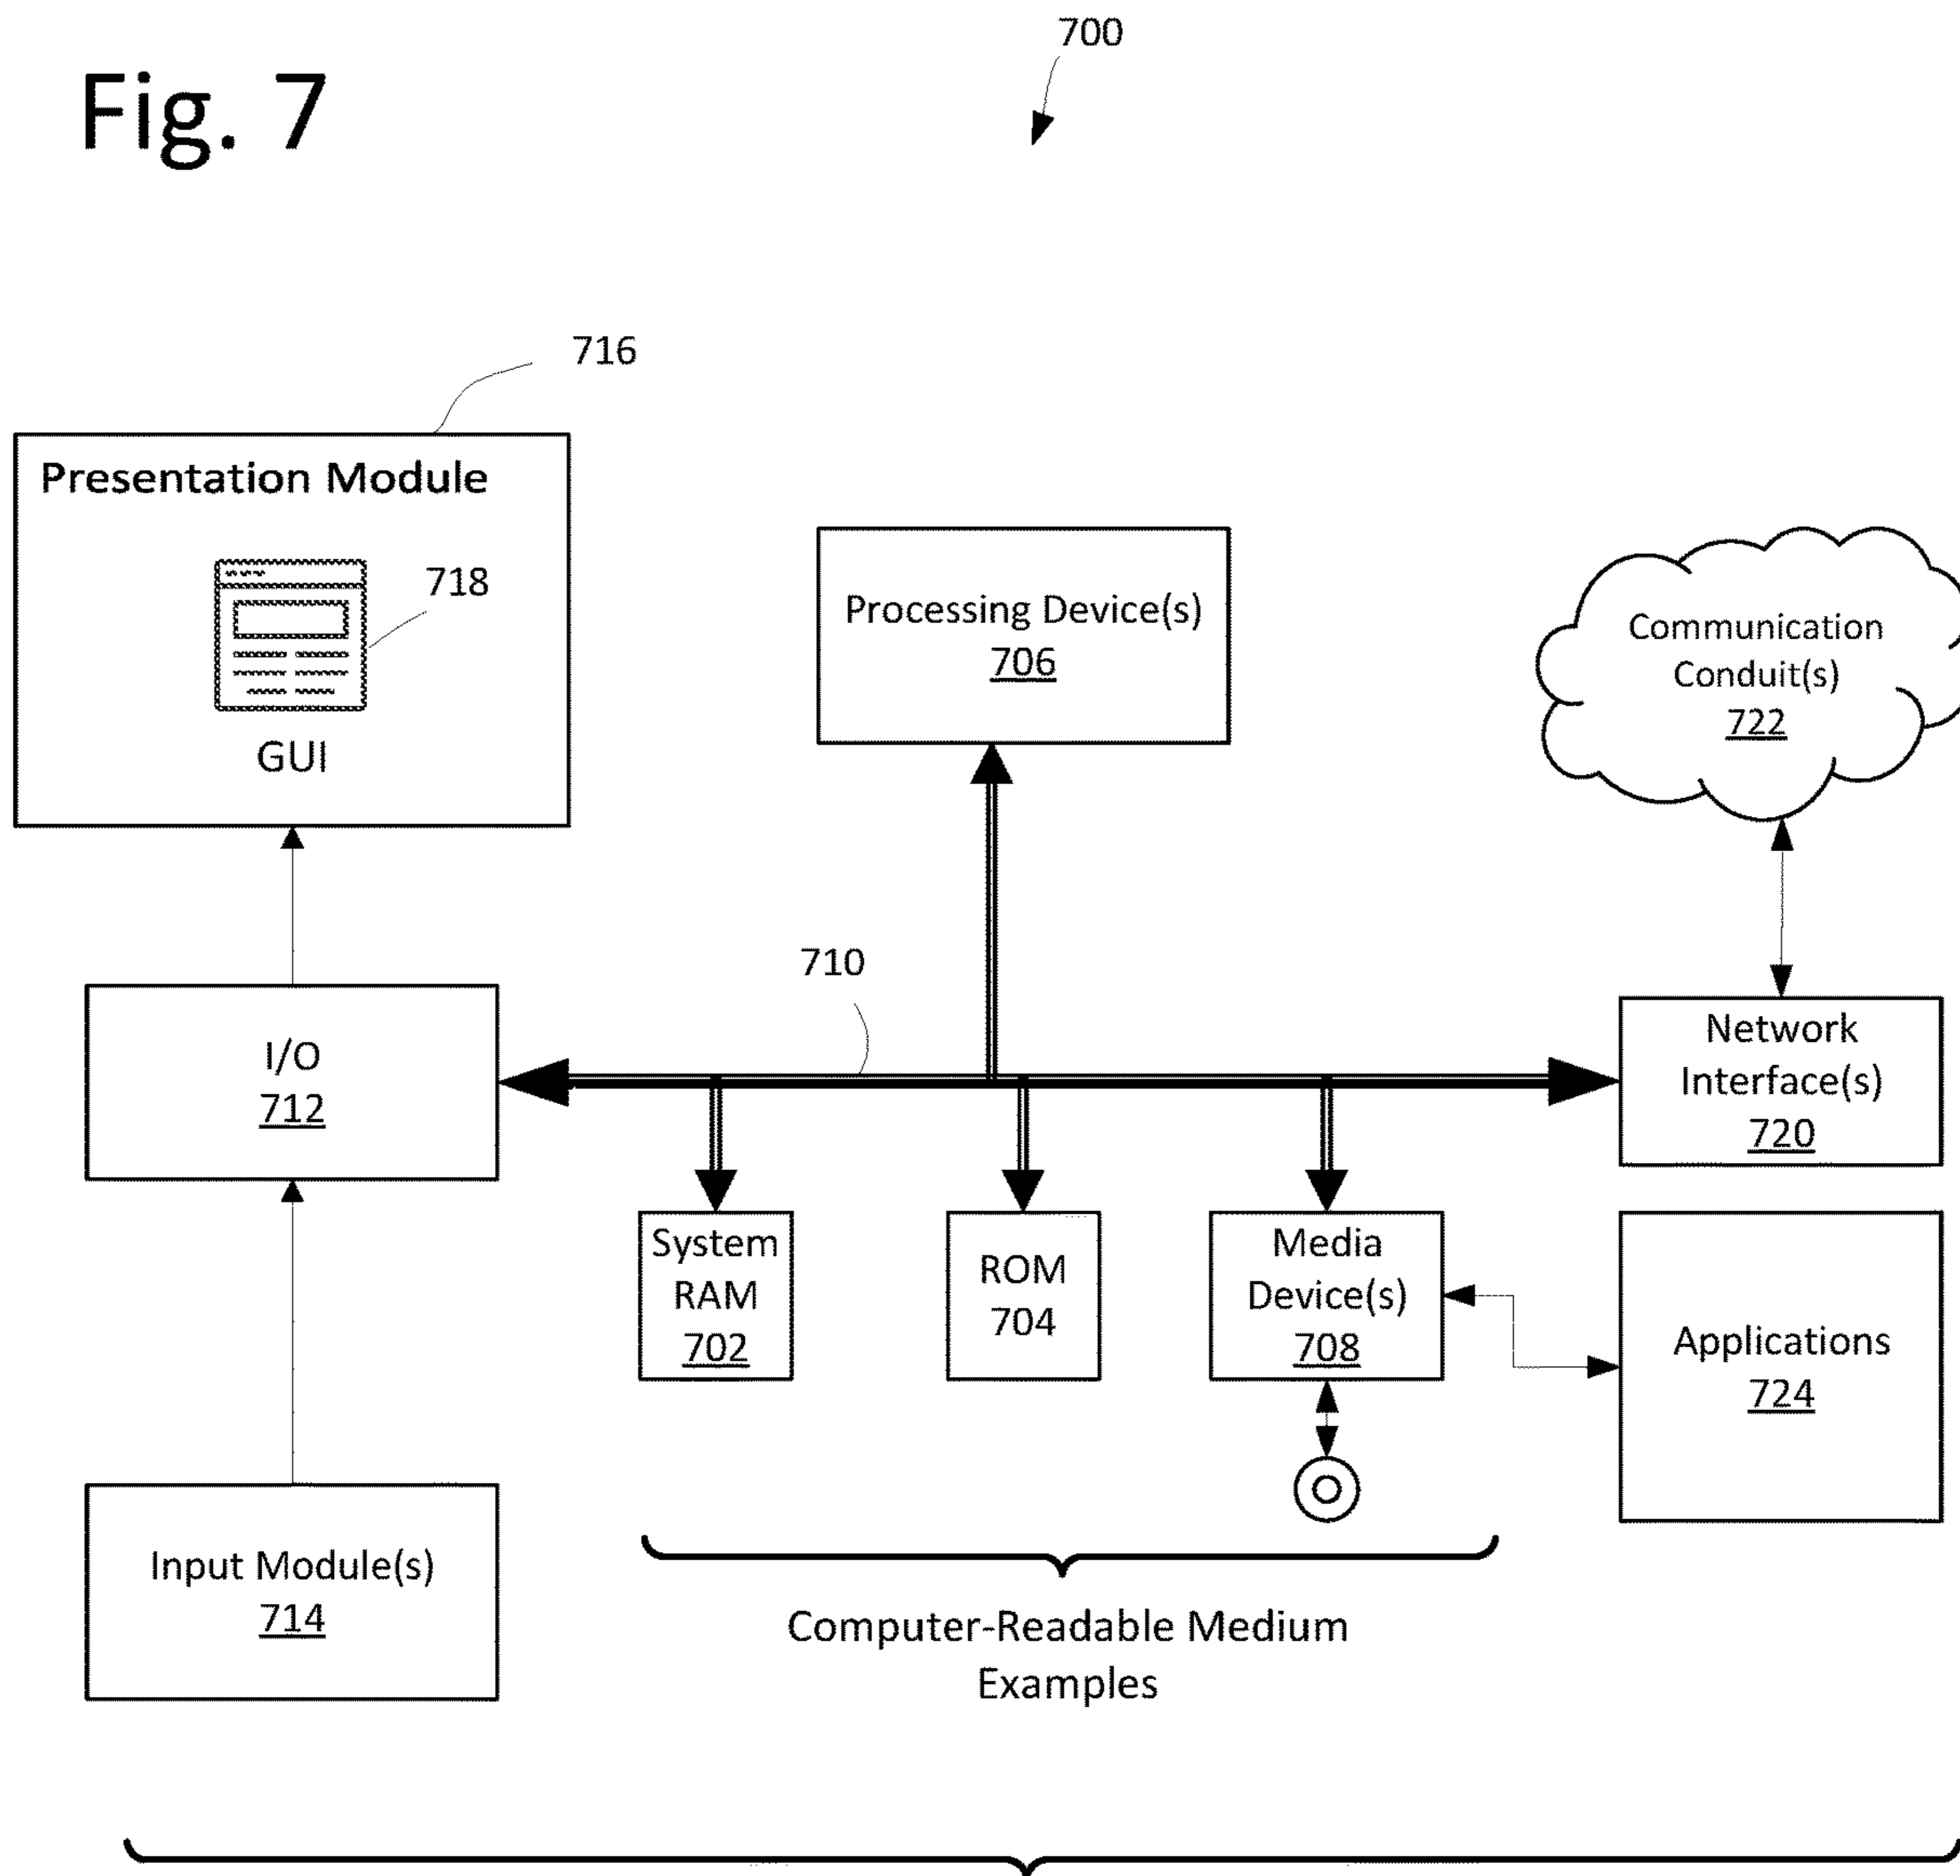 Fig. 7
700
716
Presentation Module
718
GUI
Processing Device(s)
706
Communication
Conduit(s)
722
710
I/O
712
Network
Interface(s)
720
System
RAM
702
ROM
704
Media
Device(s)
708
Applications
724
Input Module(s)
714
Computer-Readable Medium
Examples